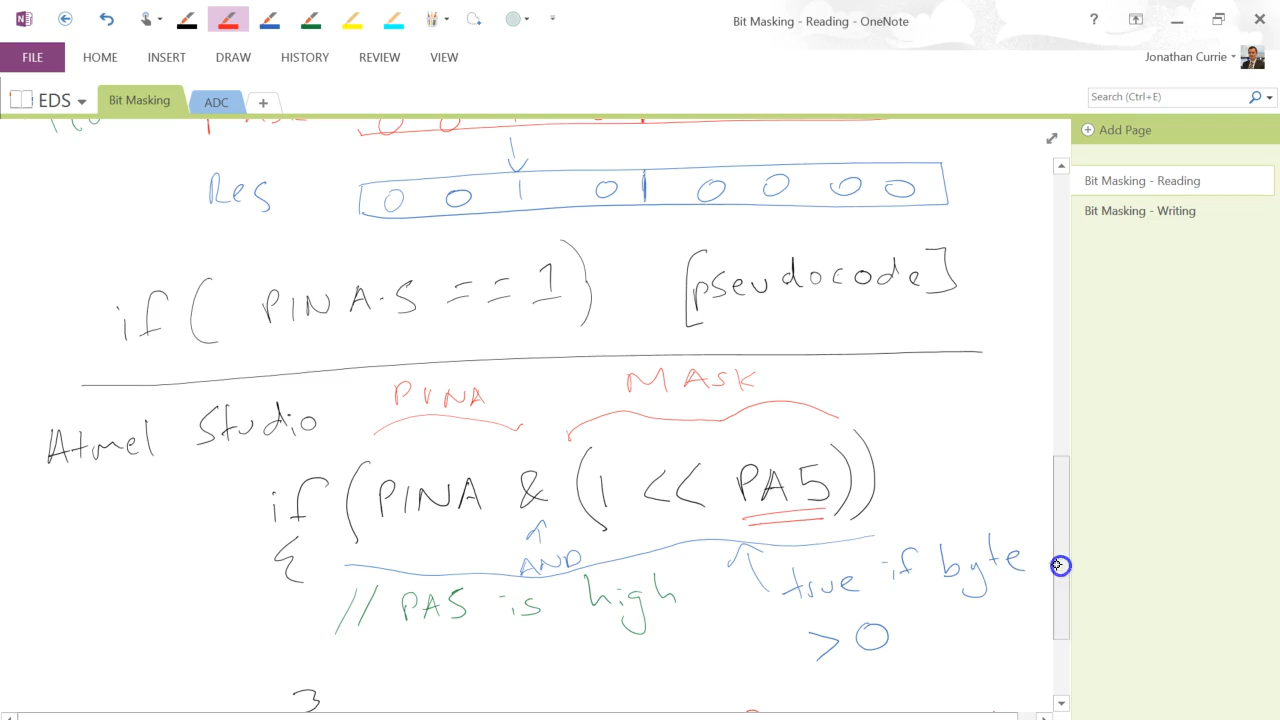 Bit Masking - Reading - OneNote
?
FILE HOME INSERT DRAW HISTORY REVIEW VIEW
Jonathan Currie
EDS Bit Masking ADC +
Search (Ctrl+E)
Add Page
Bit Masking - Reading
Bit Masking - Writing
Res 0 0 1 0 0 0 0 0
if( PINA.5 == 1) [pseudocode]
PINA MASK
Atmel Studio
if (PINA & (1 << PA5))
{
AND
true if byte
> 0
// PA5 is high